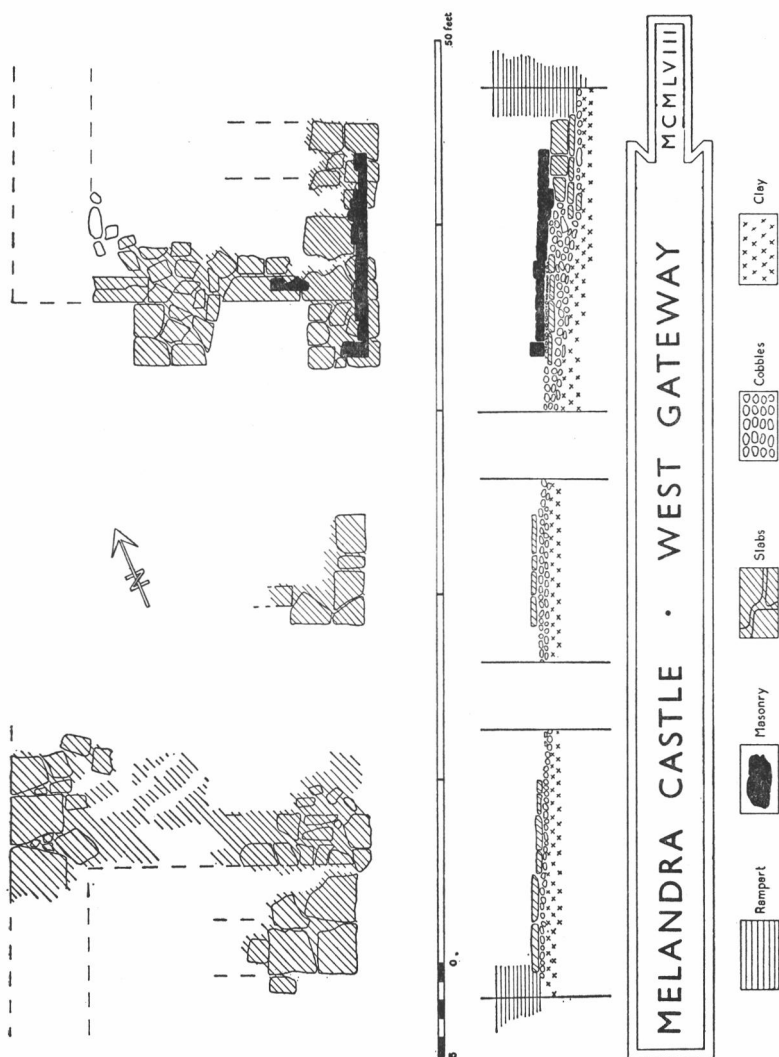 5 0 50 feet
MELANDRA CASTLE · WEST GATEWAY MCMLVIII
Rampart Masonry Slabs Cobbles Clay
N